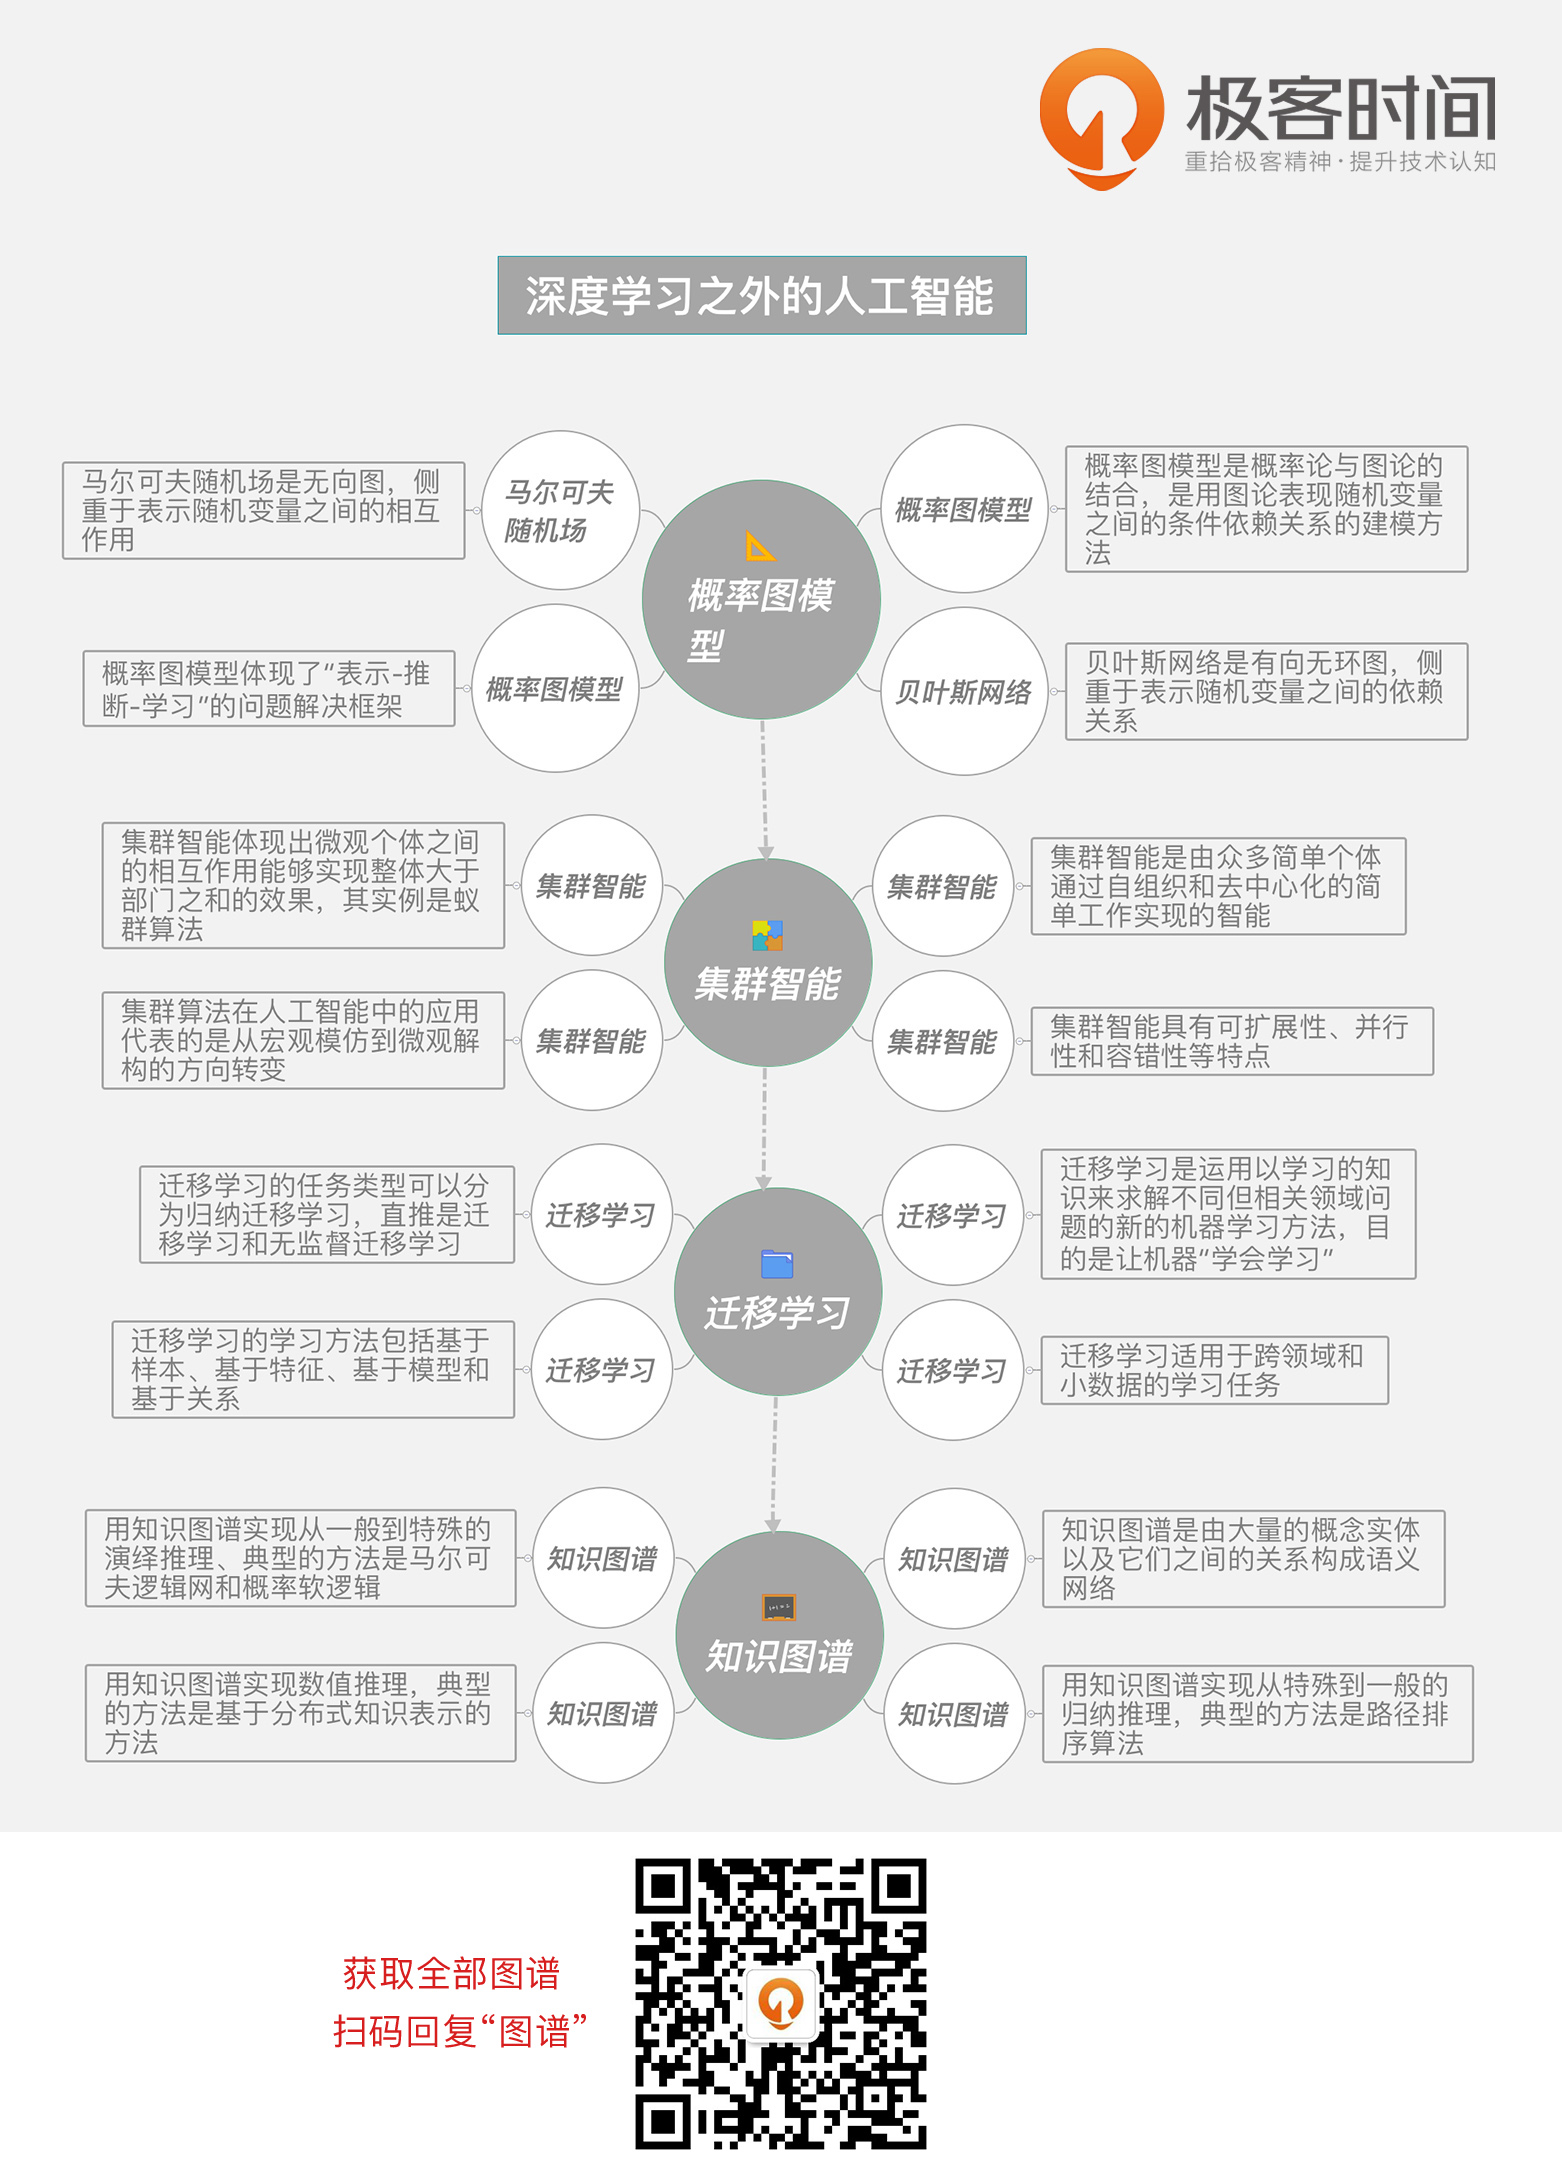 极客时间
重拾极客精神·提升技术认知
深度学习之外的人工智能
马尔可夫随机场是无向图，侧
重于表示随机变量之间的相互
作用
马尔可夫
随机场
概率图模型体现了“表示-推
断-学习”的问题解决框架
概率图模型
概率图模
型
概率图模型
概率图模型是概率论与图论的
结合，是用图论表现随机变量
之间的条件依赖关系的建模方
法
贝叶斯网络
贝叶斯网络是有向无环图，侧
重于表示随机变量之间的依赖
关系
集群智能体现出微观个体之间
的相互作用能够实现整体大于
部门之和的效果，其实例是蚁
群算法
集群智能
集群算法在人工智能中的应用
代表的是从宏观模仿到微观解
构的方向转变
集群智能
集群智能
集群智能
集群智能是由众多简单个体
通过自组织和去中心化的简
单工作实现的智能
集群智能
集群智能具有可扩展性、并行
性和容错性等特点
迁移学习的任务类型可以分
为归纳迁移学习，直推是迁
移学习和无监督迁移学习
迁移学习
迁移学习的学习方法包括基于
样本、基于特征、基于模型和
基于关系
迁移学习
迁移学习
迁移学习
迁移学习是运用以学习的知
识来求解不同但相关领域问
题的新的机器学习方法，目
的是让机器“学会学习”
迁移学习
迁移学习适用于跨领域和
小数据的学习任务
用知识图谱实现从一般到特殊的
演绎推理、典型的方法是马尔可
夫逻辑网和概率软逻辑
知识图谱
用知识图谱实现数值推理，典型
的方法是基于分布式知识表示的
方法
知识图谱
知识图谱
知识图谱
知识图谱是由大量的概念实体
以及它们之间的关系构成语义
网络
知识图谱
用知识图谱实现从特殊到一般的
归纳推理，典型的方法是路径排
序算法
获取全部图谱
扫码回复“图谱”